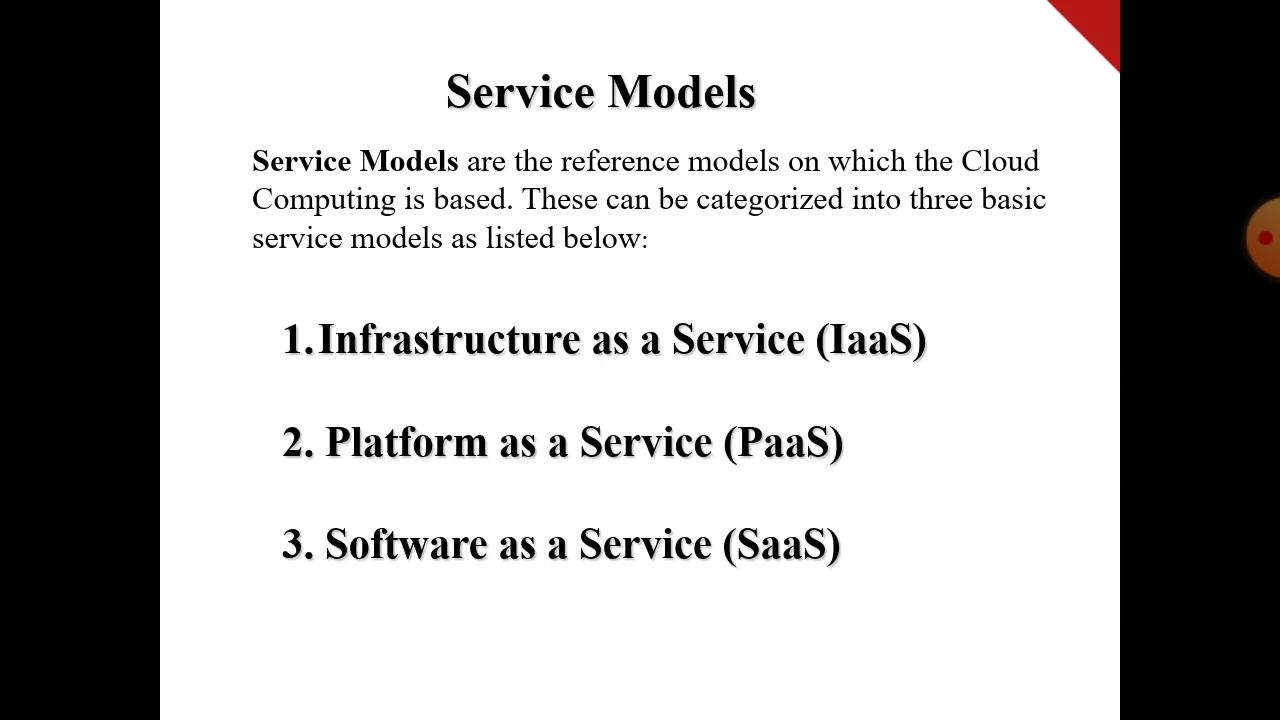 Service Models
Service Models are the reference models on which the Cloud
Computing is based. These can be categorized into three basic
service models as listed below:
1.Infrastructure as a Service (IaaS)
2. Platform as a Service (PaaS)
3. Software as a Service (SaaS)